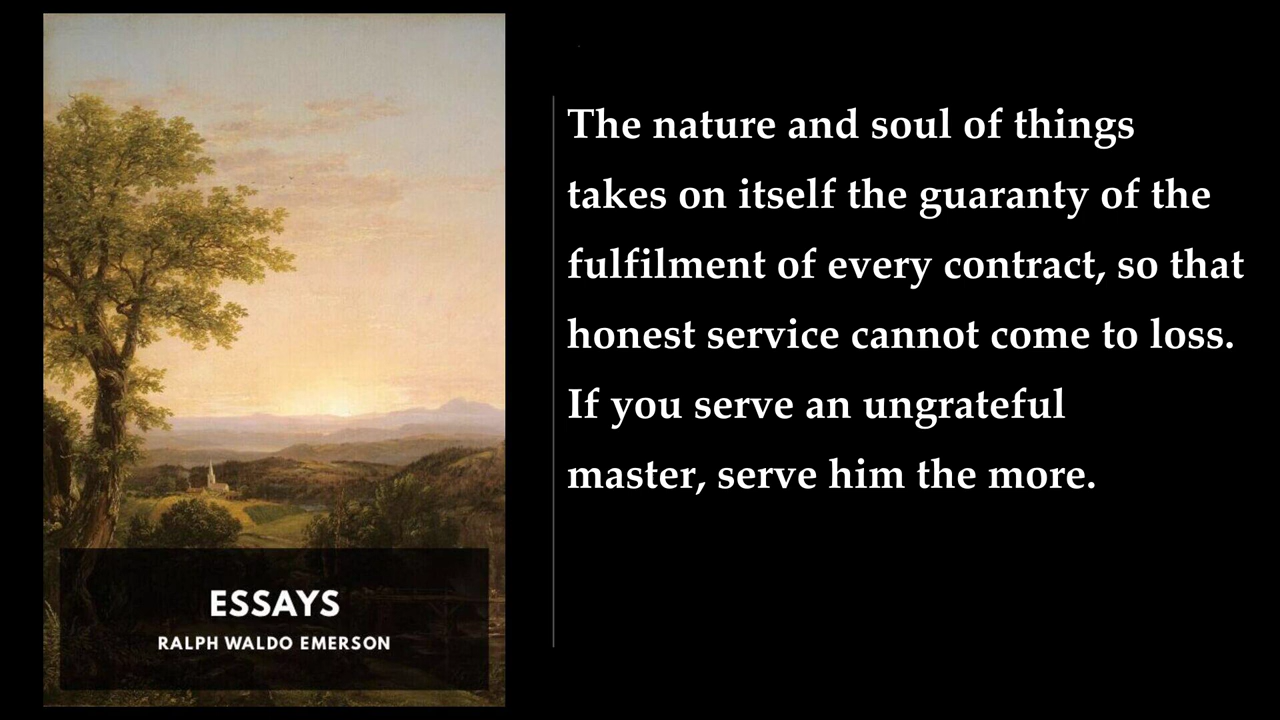 The nature and soul of things
takes on itself the guaranty of the
fulfilment of every contract, so that
honest service cannot come to loss.
If you serve an ungrateful
master, serve him the more.
ESSAYS
RALPH WALDO EMERSON